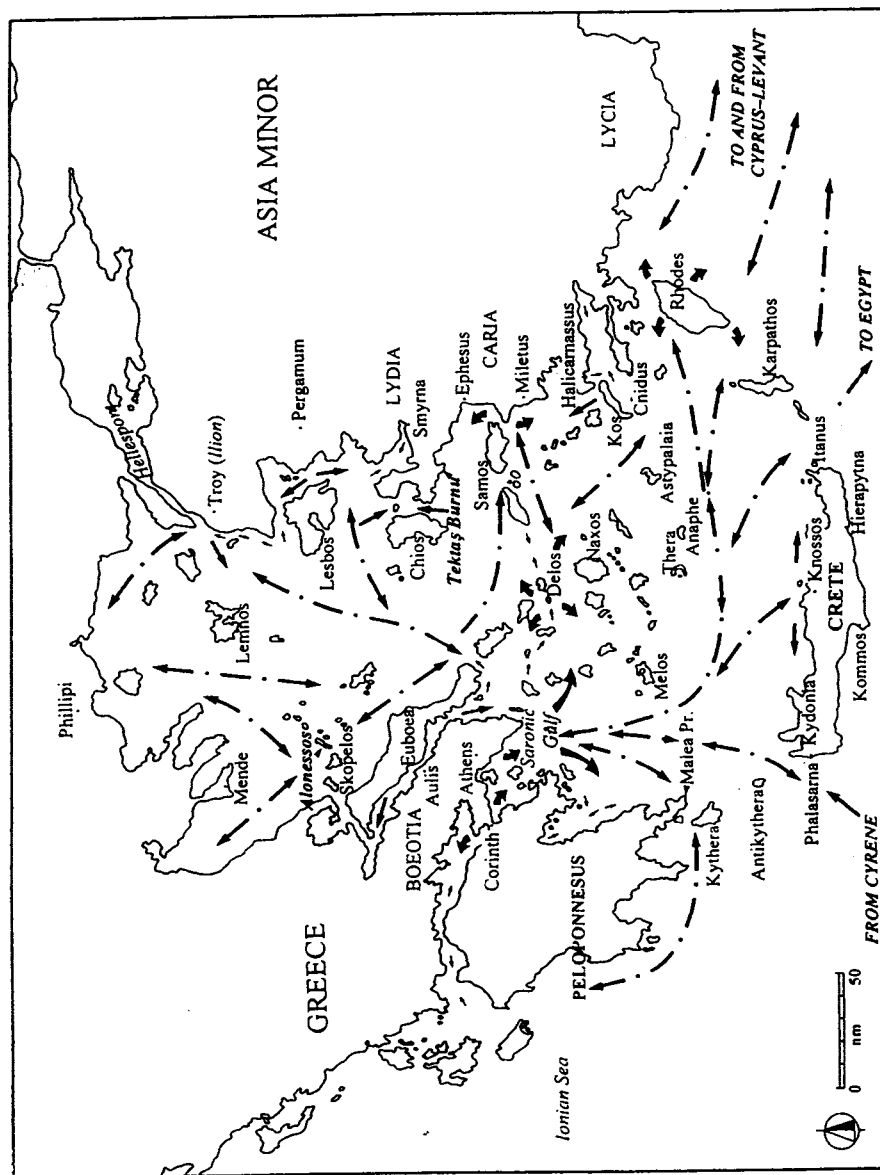 GREECE
ASIA MINOR
Phillipi
Hellespont
Troy (Ilion)
Lemnos
Mende
Alonessos
Skopelos
Pergamum
Lesbos
LYDIA
Smyrna
Chios
Tektaş Burnu
Euboea
Aulis
BOEOTIA
Athens
Corinth
Saronic
Gulf
Ephesus
CARIA
Samos
Miletus
Delos
Naxos
Halicarnassus
Kos
Cnidus
LYCIA
PELOPONNESUS
Ionian Sea
Melos
Malea Pr.
Thera
Anaphe
Astypalaia
Rhodes
TO AND FROM
CYPRUS–LEVANT
Kythera
Antikythera
Karpathos
Phalasarna
Kydonia
Knossos
CRETE
Kommos
Itanus
Hierapytna
TO EGYPT
FROM CYRENE
0
nm
50